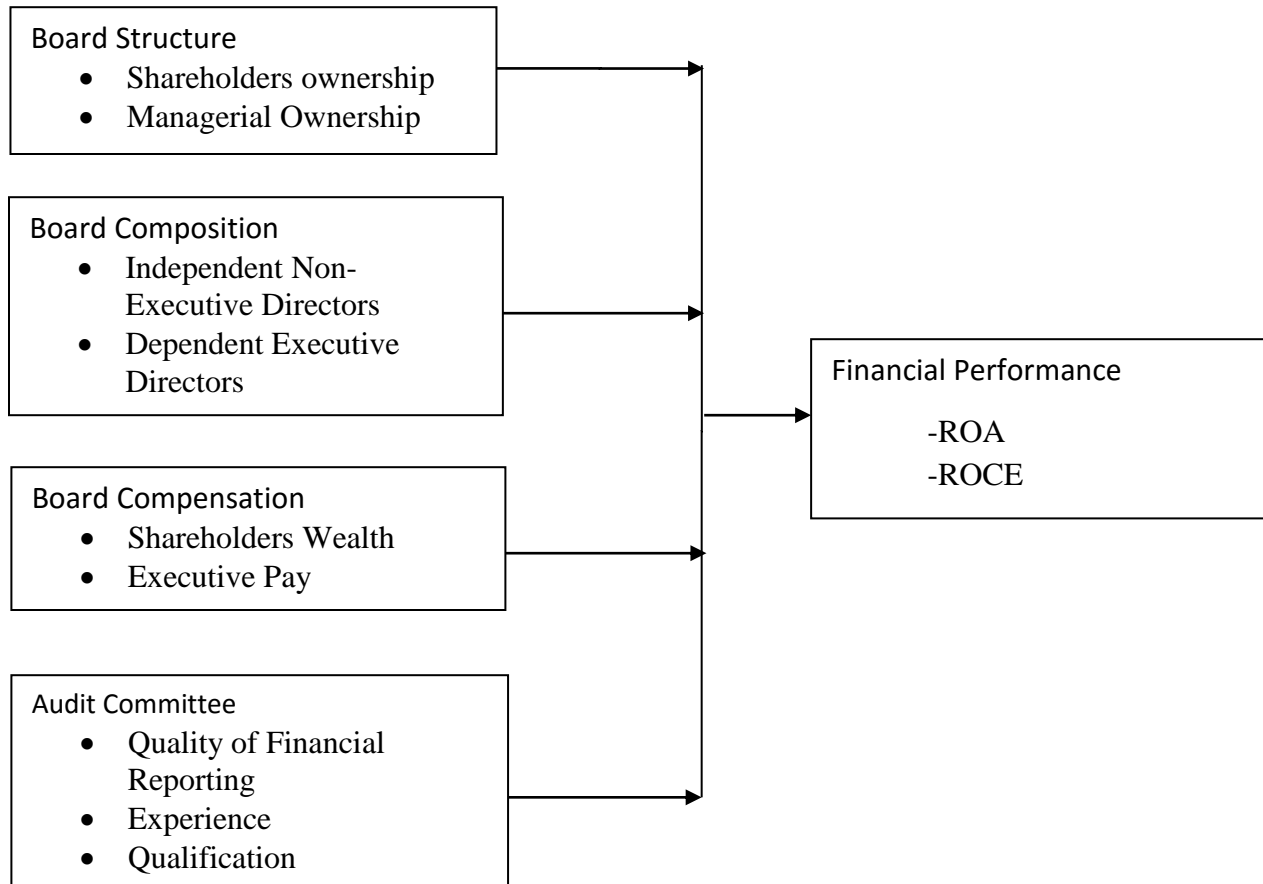 Board Structure
• Shareholders ownership
• Managerial Ownership
Board Composition
• Independent Non-
Executive Directors
• Dependent Executive
Directors
Board Compensation
• Shareholders Wealth
• Executive Pay
Audit Committee
• Quality of Financial
Reporting
• Experience
• Qualification
Financial Performance
-ROA
-ROCE